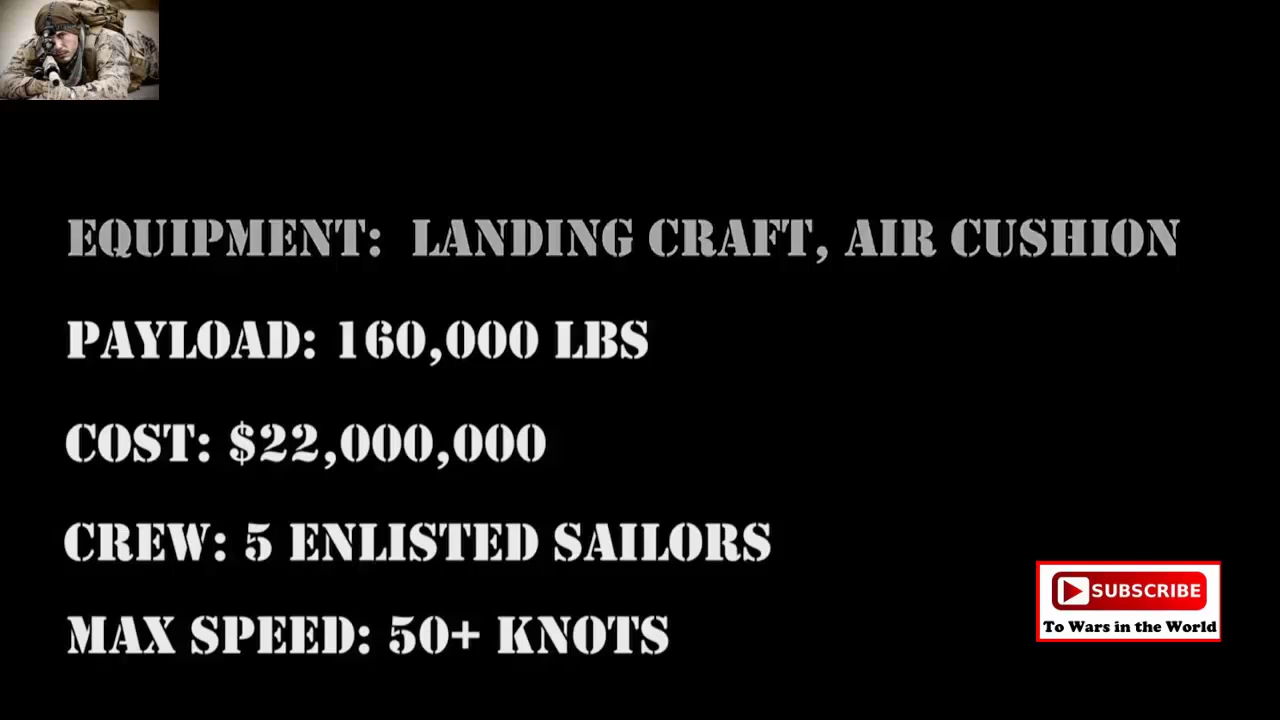 EQUIPMENT: LANDING CRAFT, AIR CUSHION
PAYLOAD: 160,000 LBS
COST: $22,000,000
CREW: 5 ENLISTED SAILORS
MAX SPEED: 50+ KNOTS
SUBSCRIBE
To Wars in the World